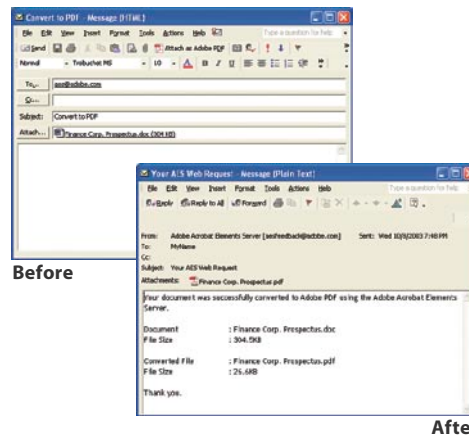 Convert to PDF - Message (HTML)
File Edit View Insert Format Tools Actions Help
Type a question for help
Send Attach as Adobe PDF
Normal Trebuchet MS 10 A B I U
To... aes@adobe.com
Cc...
Subject: Convert to PDF
Attach... Finance Corp. Prospectus.doc (304 KB)
Before
Your AES Web Request - Message (Plain Text)
File Edit View Insert Format Tools Actions Help
Type a question for help
Reply Reply to All Forward
From: Adobe Acrobat Elements Server [aesfeedback@adobe.com] Sent: Wed 10/8/2003 7:48 PM
To: MyName
Cc:
Subject: Your AES Web Request
Attachments: Finance Corp. Prospectus.pdf
Your document was successfully converted to Adobe PDF using the Adobe Acrobat Elements
Server.
Document : Finance Corp. Prospectus.doc
File Size : 304.5KB
Converted File : Finance Corp. Prospectus.pdf
File Size : 26.6KB
Thank you.
Afte